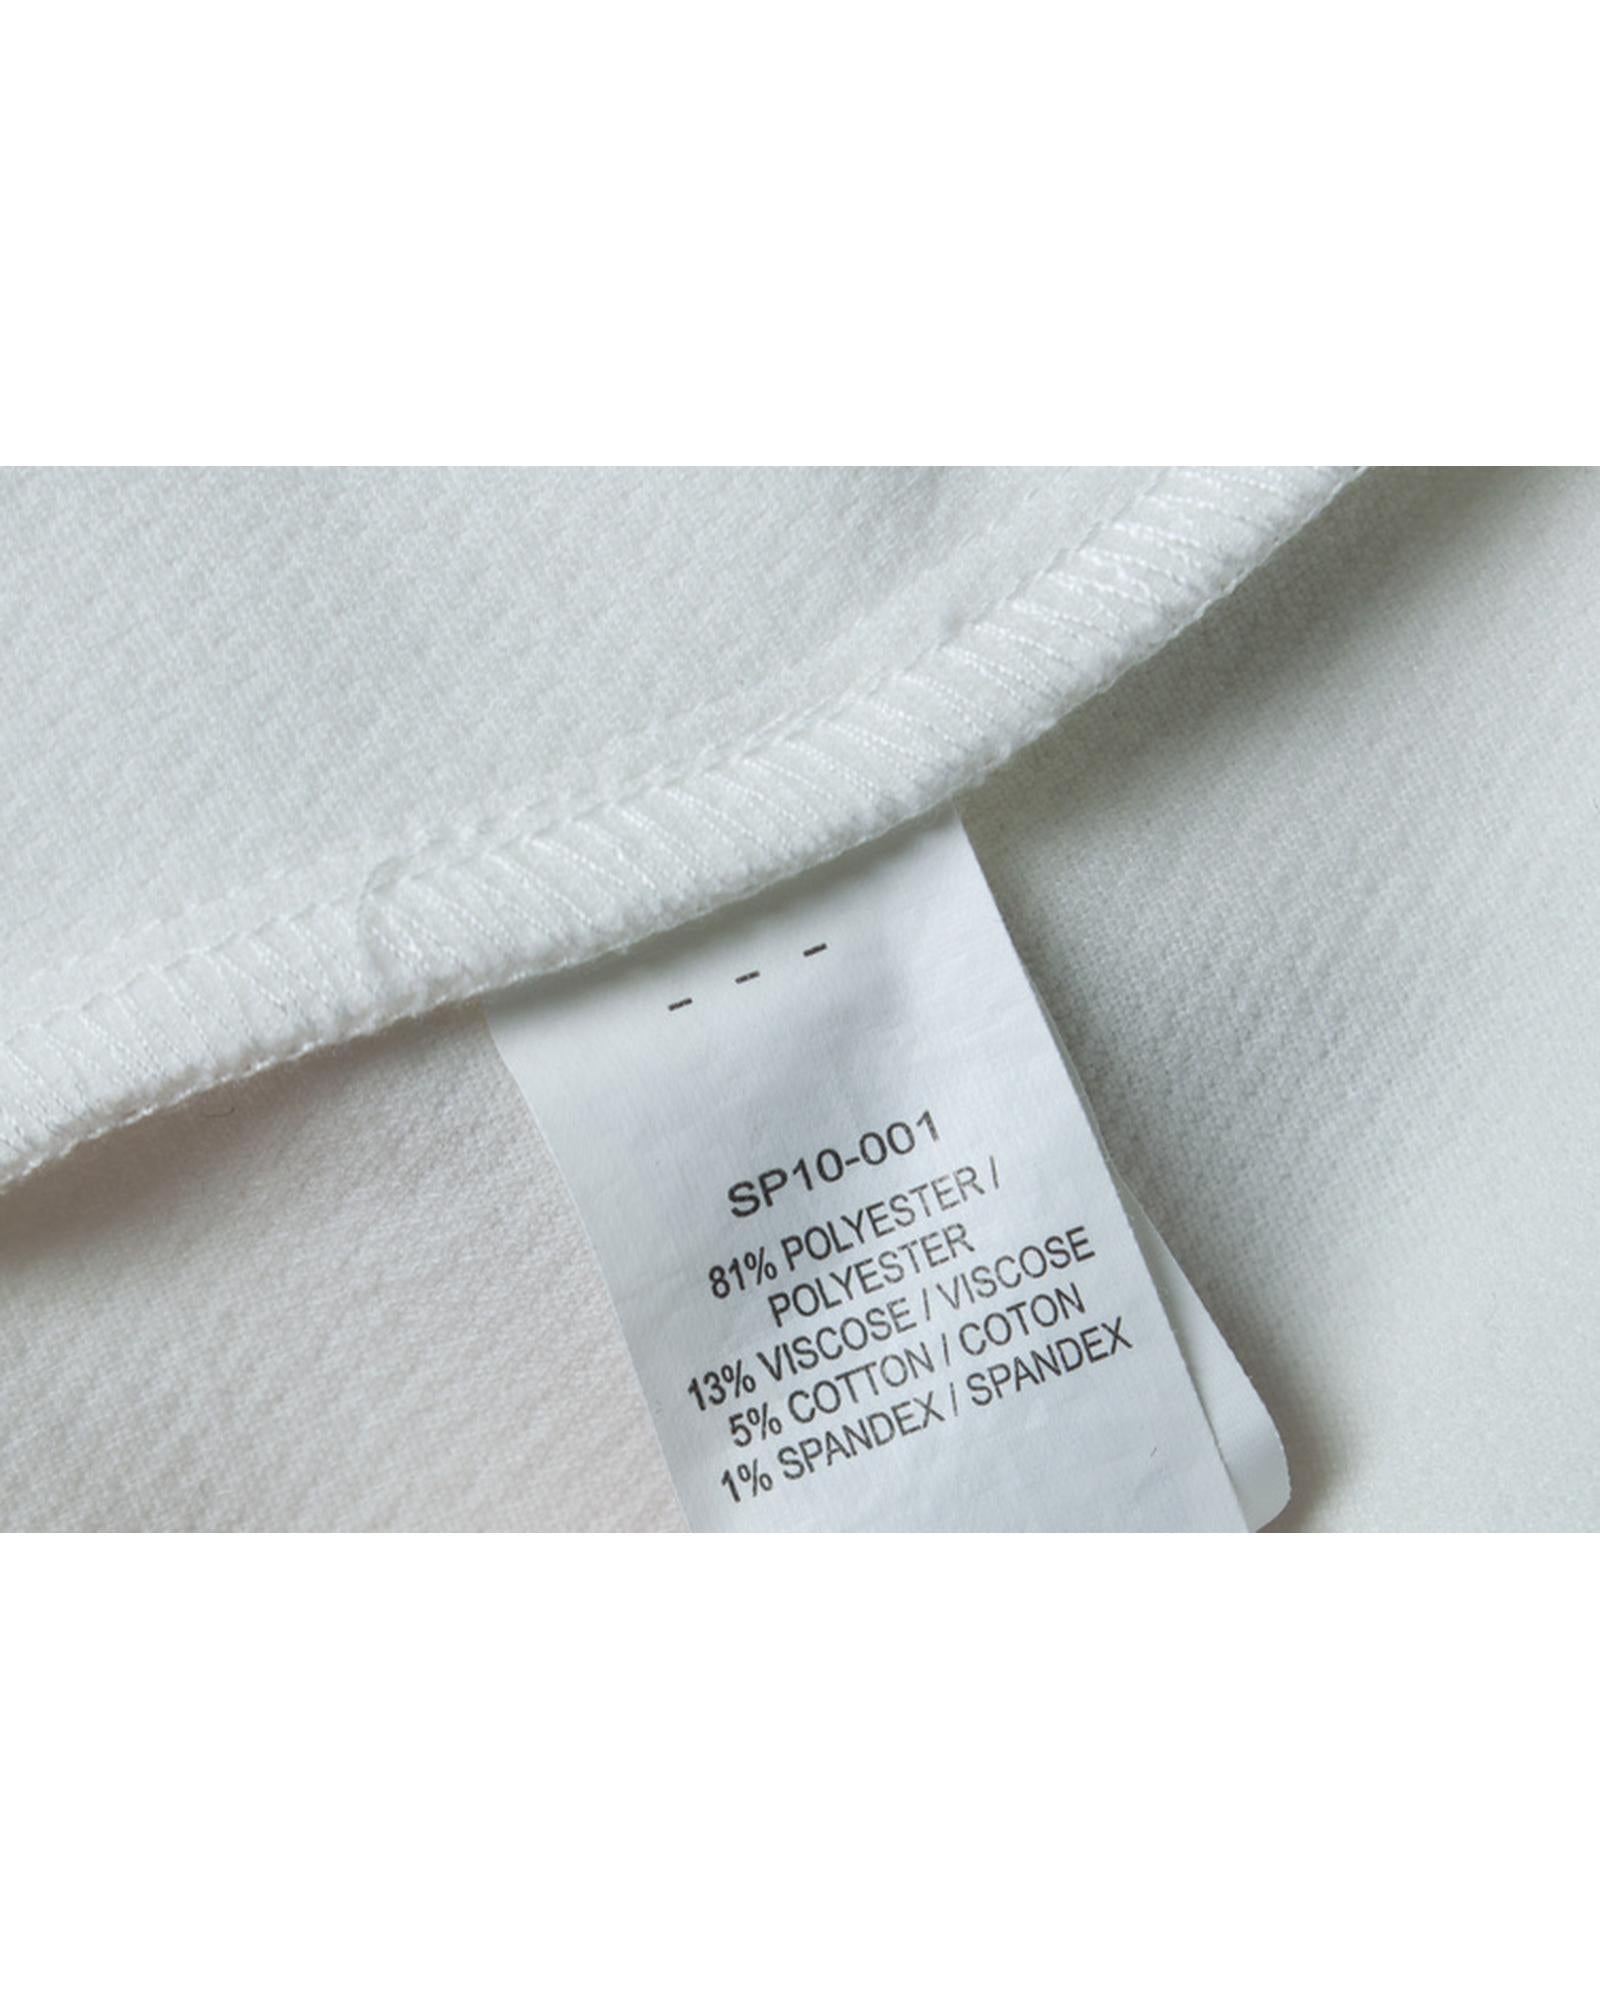 - - -
SP10-001
81% POLYESTER /
POLYESTER
13% VISCOSE / VISCOSE
5% COTTON / COTON
1% SPANDEX / SPANDEX